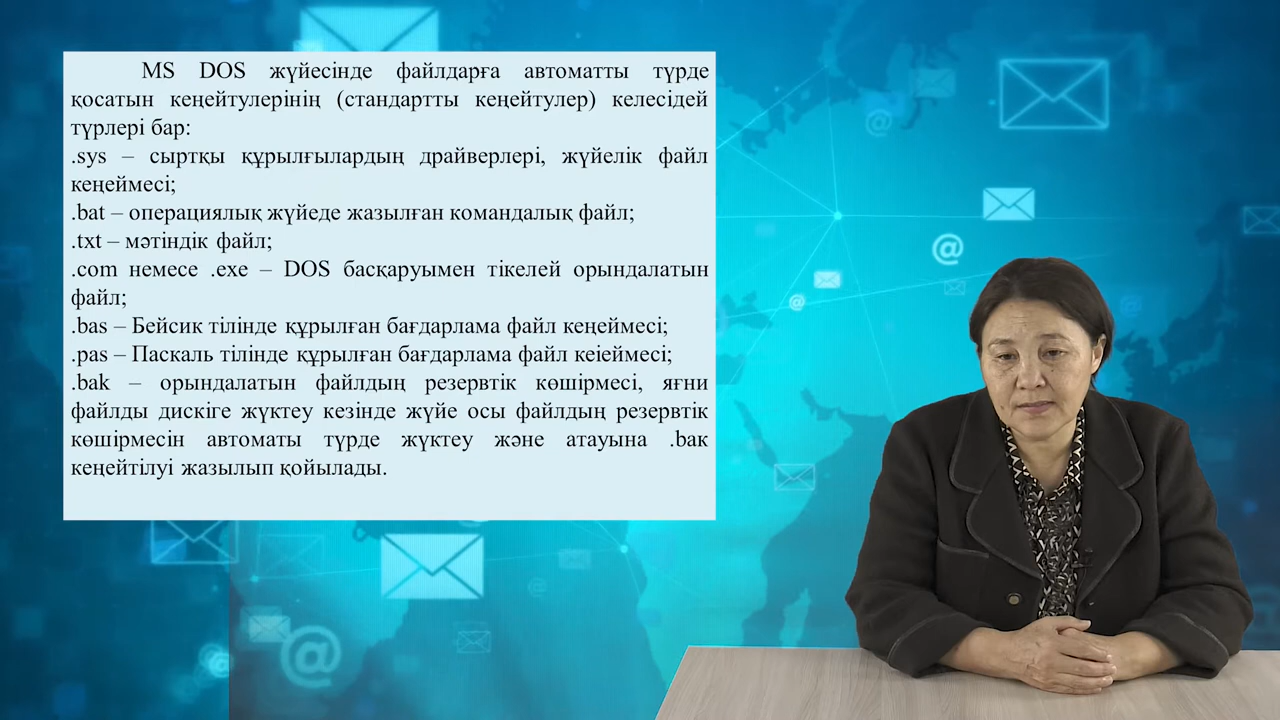 MS DOS жүйесінде файлдарға автоматты түрде
қосатын кеңейтулерінің (стандартты кеңейтулер) келесідей
түрлері бар:
.sys – сыртқы құрылғылардың драйверлері, жүйелік файл
кеңеймесі;
.bat – операциялық жүйеде жазылған командалық файл;
.txt – мәтіндік файл;
.com немесе .exe – DOS басқаруымен тікелей орындалатын
файл;
.bas – Бейсик тілінде құрылған бағдарлама файл кеңеймесі;
.pas – Паскаль тілінде құрылған бағдарлама файл кеіеймесі;
.bak – орындалатын файлдың резервтік көшірмесі, яғни
файлды дискіге жүктеу кезінде жүйе осы файлдың резервтік
көшірмесін автоматы түрде жүктеу және атауына .bак
кеңейтілуі жазылып қойылады.